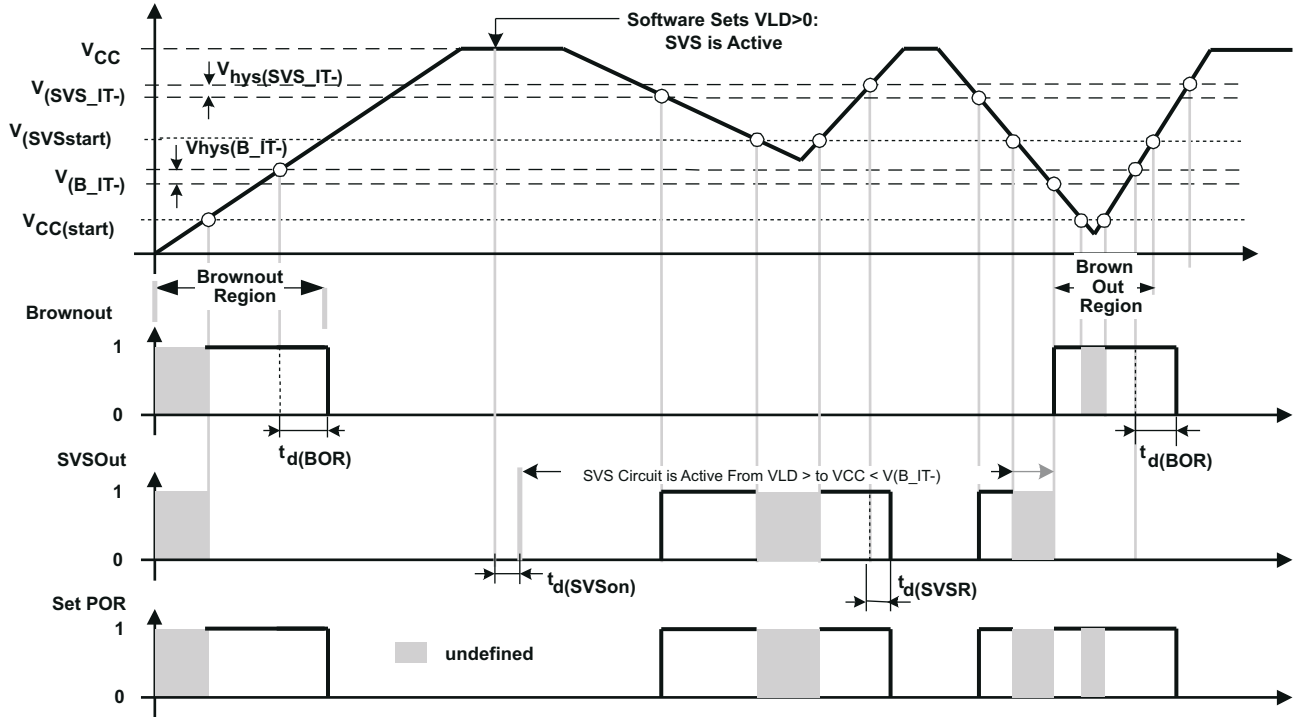 Software Sets VLD>0:
SVS is Active
VCC
Vhys(SVS_IT-)
V(SVS_IT-)
V(SVSstart)
Vhys(B_IT-)
V(B_IT-)
VCC(start)
Brownout
Region
Brown
Out
Region
Brownout
1
0
td(BOR)
td(BOR)
SVSOut
SVS Circuit is Active From VLD > to VCC < V(B_IT-)
1
0
td(SVSon)
td(SVSR)
Set POR
1
undefined
0